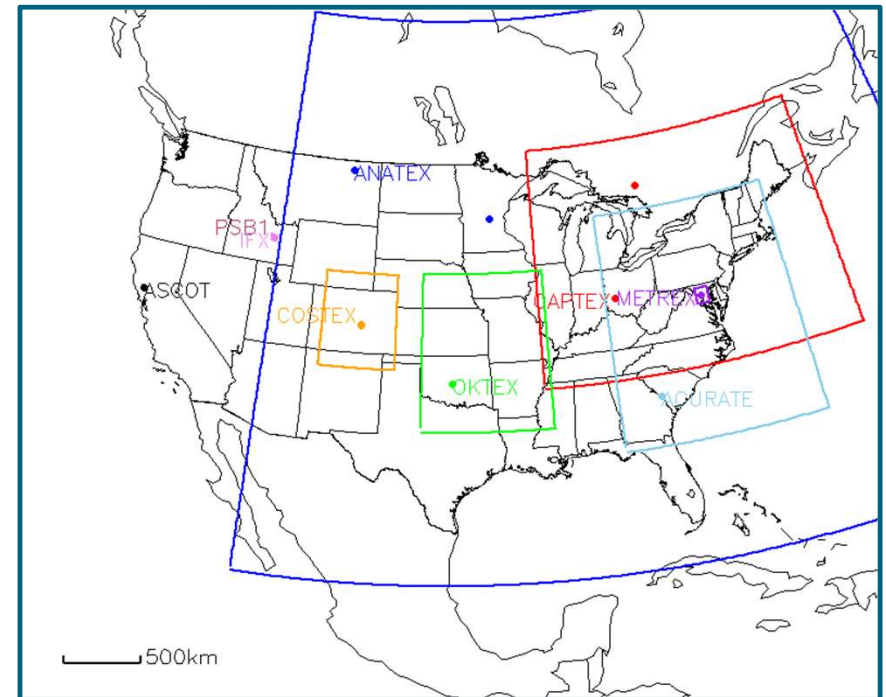 ANATEX
PSB1
IFX
ASCOT
CAPTEX
METREX
COSTEX
OKTEX
ACURATE
500km